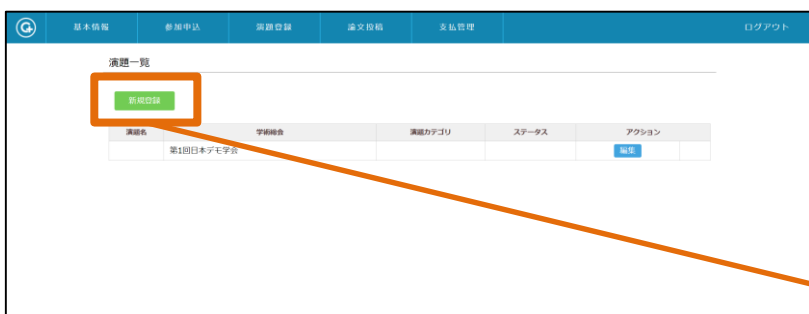 基本情報 参加申込 演題登録 論文投稿 支払管理 ログアウト
演題一覧
新規登録
演題名 学術総会 演題カテゴリ ステータス アクション
第1回日本デモ学会 編集